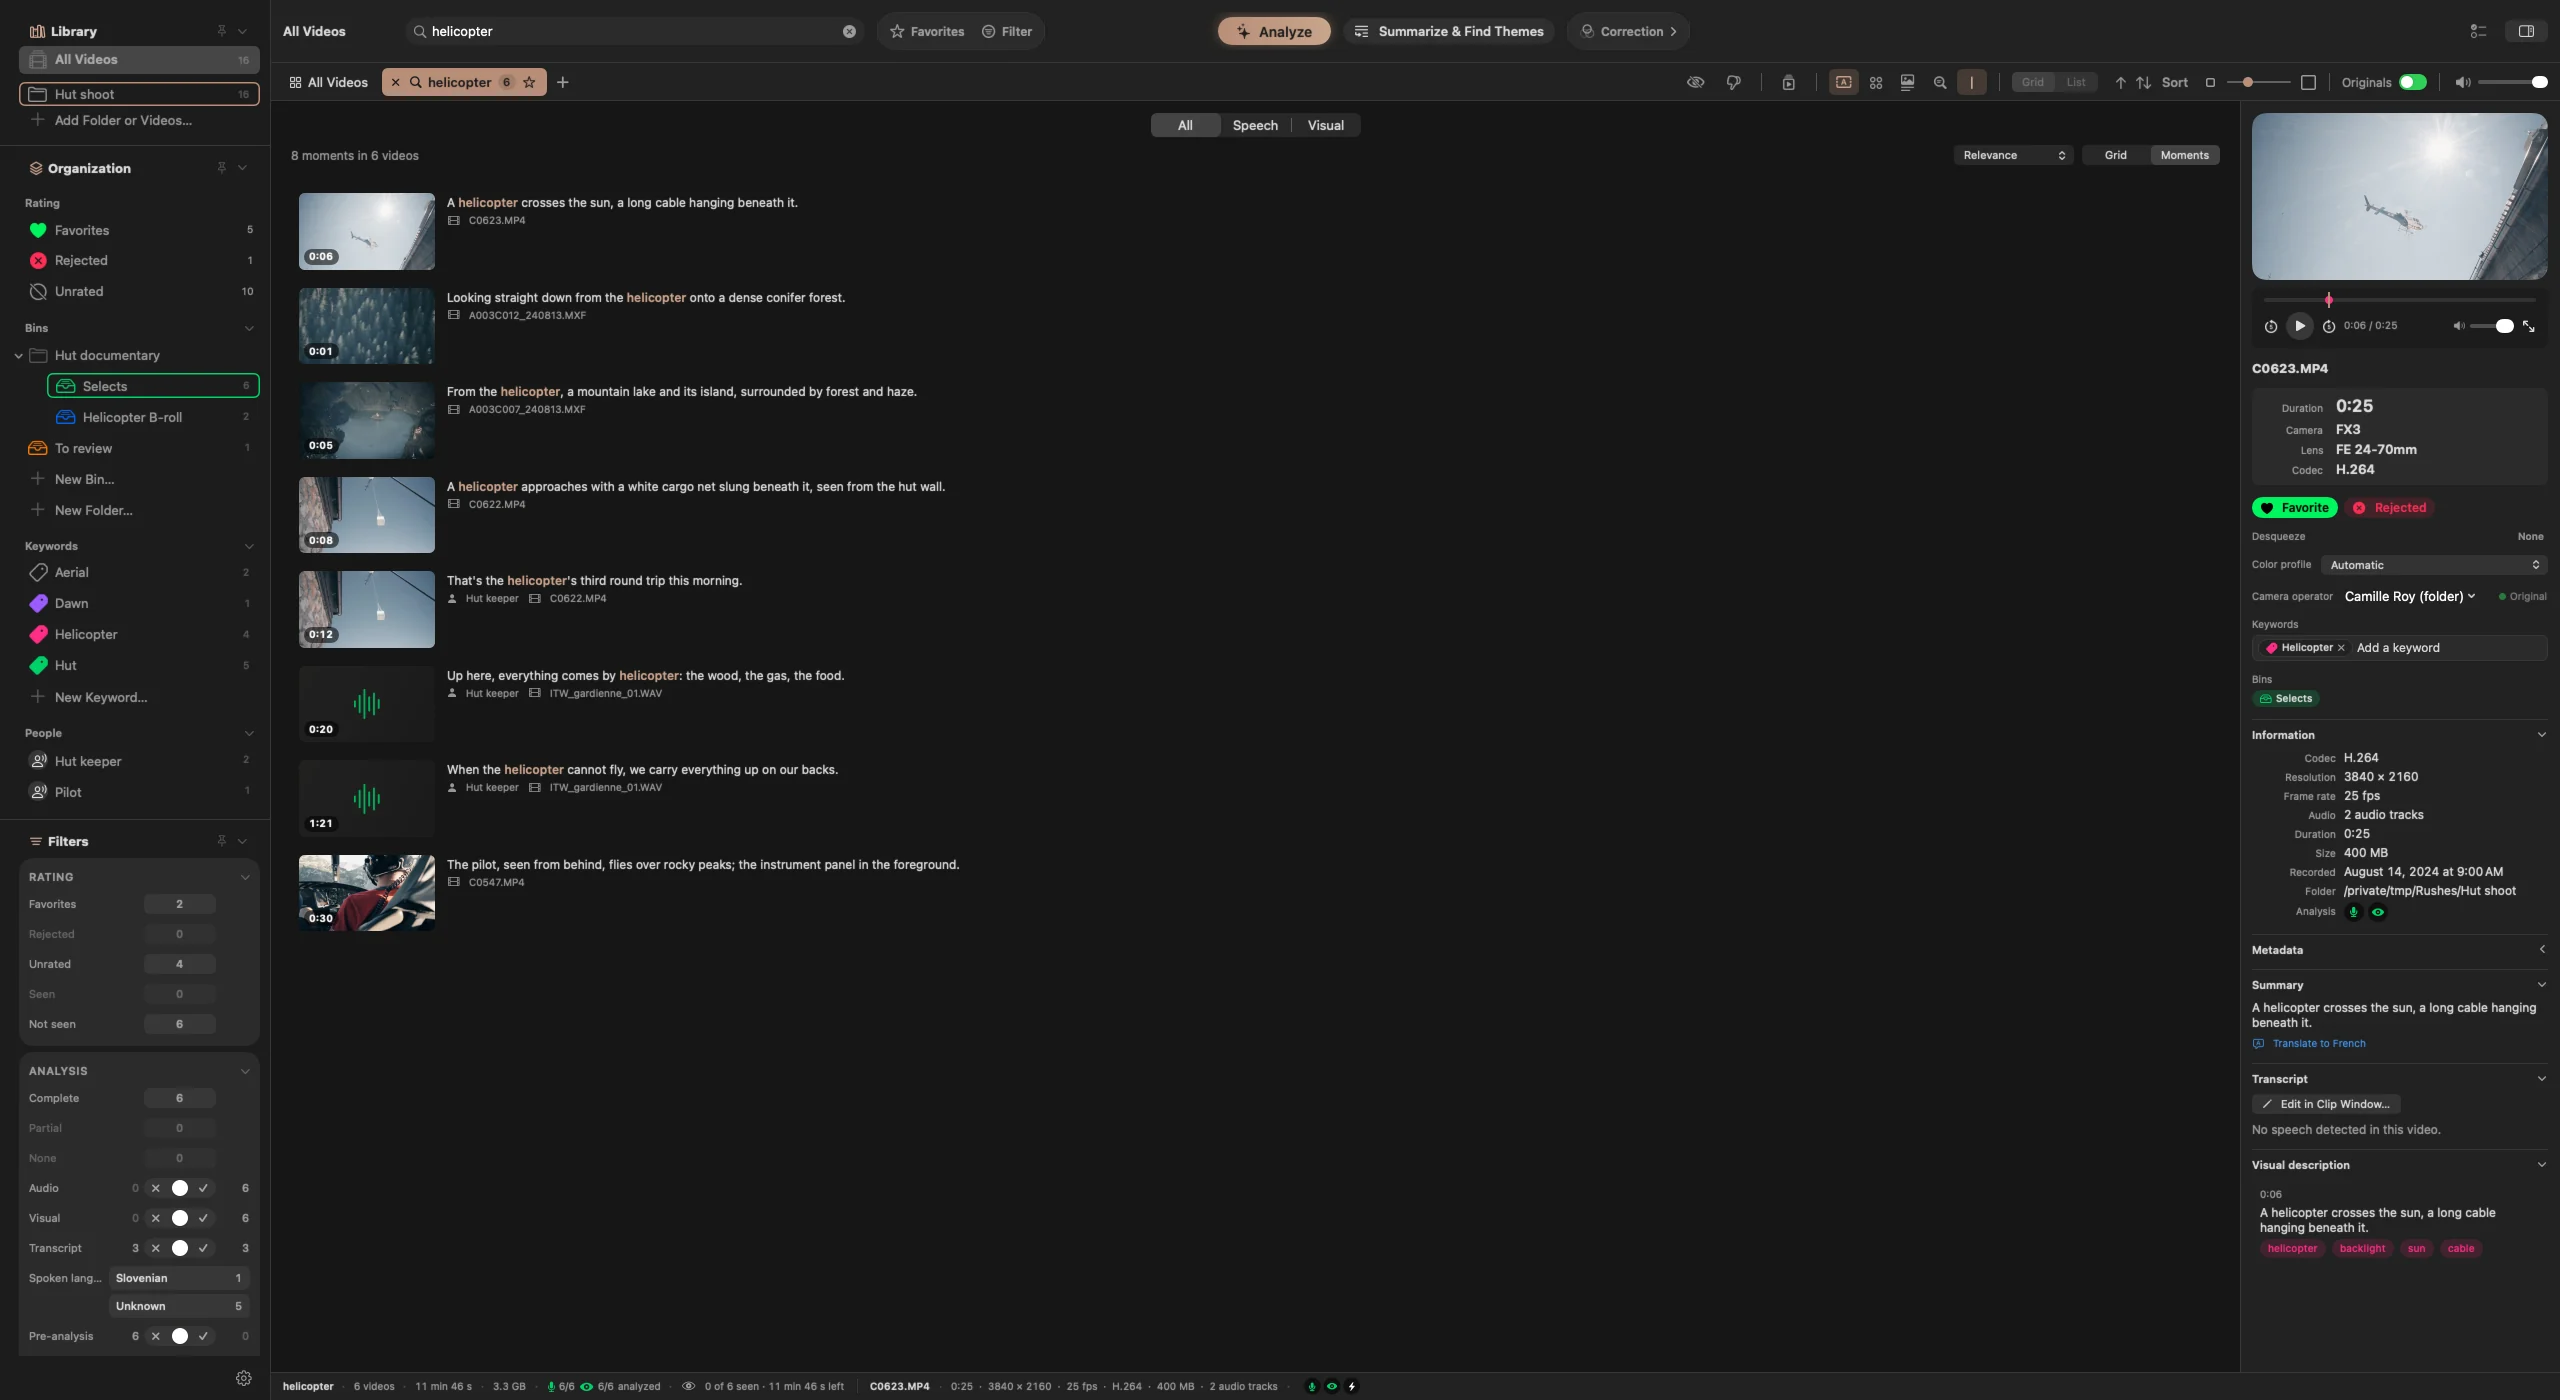 Library
All Videos 16
Hut shoot 16
Add Folder or Videos...
Organization
Rating
Favorites 5
Rejected 1
Unrated 10
Bins
Hut documentary
Selects 6
Helicopter B-roll 2
To review 1
New Bin...
New Folder...
Keywords
Aerial 2
Dawn 1
Helicopter 4
Hut 5
New Keyword...
People
Hut keeper 2
Pilot 1
Filters
RATING
Favorites 2
Rejected 0
Unrated 4
Seen 0
Not seen 6
ANALYSIS
Complete 6
Partial 0
None 0
Audio 0 6
Visual 0 6
Transcript 3 3
Spoken lang... Slovenian 1
Unknown 5
Pre-analysis 6 0
All Videos
helicopter
Favorites
Filter
Analyze
Summarize & Find Themes
Correction
All Videos
helicopter 6
Grid List
Sort
Originals
All Speech Visual
8 moments in 6 videos
Relevance
Grid Moments
0:06
A helicopter crosses the sun, a long cable hanging beneath it.
C0623.MP4
0:01
Looking straight down from the helicopter onto a dense conifer forest.
A003C012_240813.MXF
0:05
From the helicopter, a mountain lake and its island, surrounded by forest and haze.
A003C007_240813.MXF
0:08
A helicopter approaches with a white cargo net slung beneath it, seen from the hut wall.
C0622.MP4
0:12
That's the helicopter's third round trip this morning.
Hut keeper C0622.MP4
0:20
Up here, everything comes by helicopter: the wood, the gas, the food.
Hut keeper ITW_gardienne_01.WAV
1:21
When the helicopter cannot fly, we carry everything up on our backs.
Hut keeper ITW_gardienne_01.WAV
0:30
The pilot, seen from behind, flies over rocky peaks; the instrument panel in the foreground.
C0547.MP4
helicopter · 6 videos · 11 min 46 s · 3.3 GB · 6/6 6/6 analyzed · 0 of 6 seen · 11 min 46 s left
C0623.MP4 · 0:25 · 3840 × 2160 · 25 fps · H.264 · 400 MB · 2 audio tracks
0:06 / 0:25
C0623.MP4
Duration 0:25
Camera FX3
Lens FE 24-70mm
Codec H.264
Favorite
Rejected
Desqueeze None
Color profile Automatic
Camera operator Camille Roy (folder) Original
Keywords
Helicopter Add a keyword
Bins
Selects
Information
Codec H.264
Resolution 3840 × 2160
Frame rate 25 fps
Audio 2 audio tracks
Duration 0:25
Size 400 MB
Recorded August 14, 2024 at 9:00 AM
Folder /private/tmp/Rushes/Hut shoot
Analysis
Metadata
Summary
A helicopter crosses the sun, a long cable hanging
beneath it.
Translate to French
Transcript
Edit in Clip Window...
No speech detected in this video.
Visual description
0:06
A helicopter crosses the sun, a long cable
hanging beneath it.
helicopter backlight sun cable